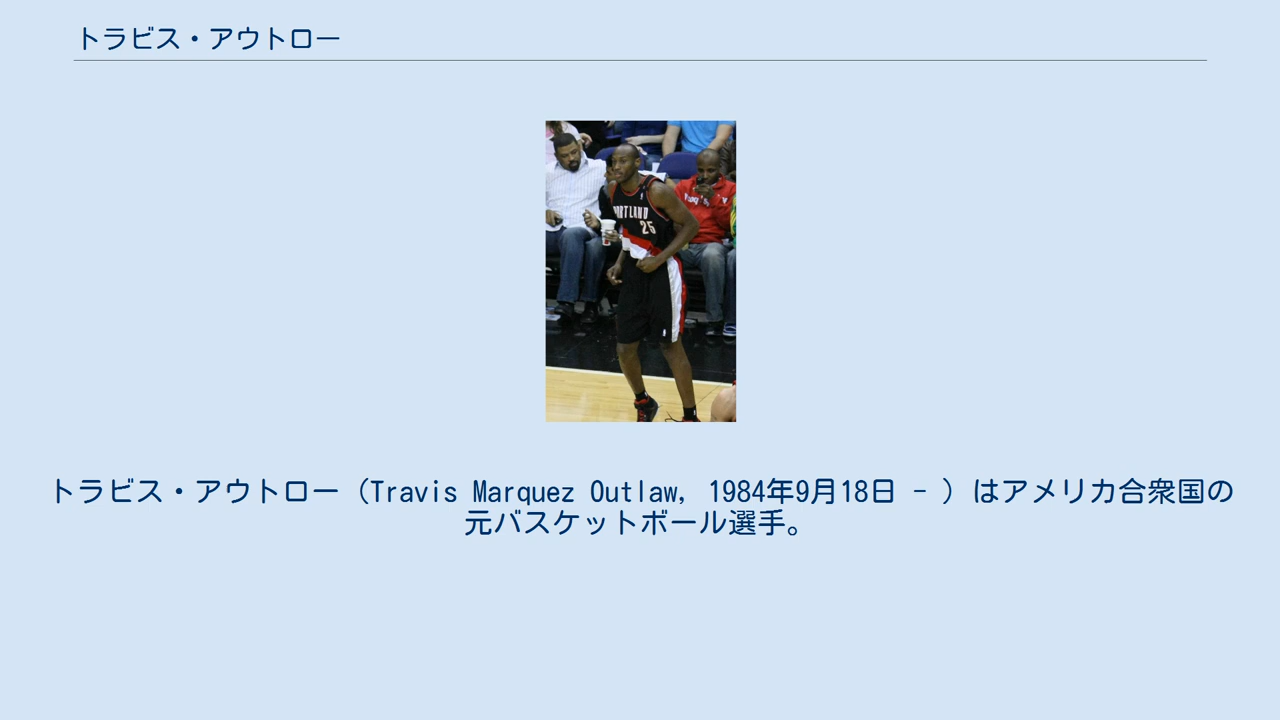 トラビス・アウトロー
PORTLAND
25
トラビス・アウトロー（Travis Marquez Outlaw, 1984年9月18日 - ）はアメリカ合衆国の
元バスケットボール選手。